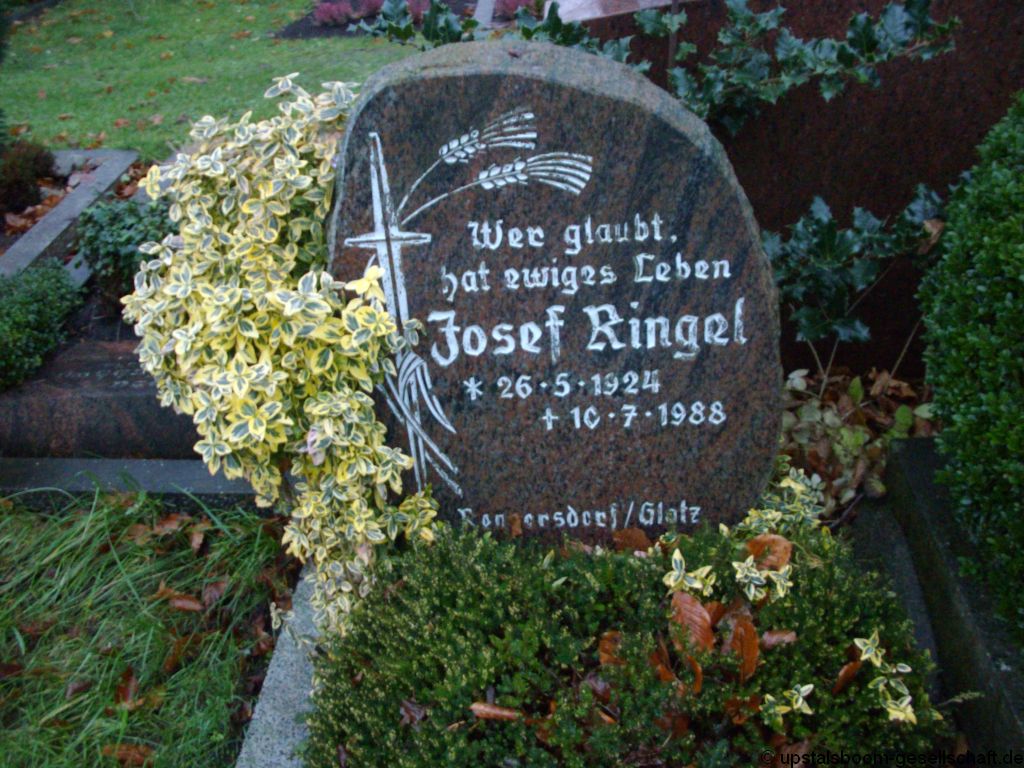 Wer glaubt,
hat ewiges Leben
Josef Ringel
* 26·5·1924
+ 10·7·1988
/Glatz
© upstalsboom-gesellschaft.de